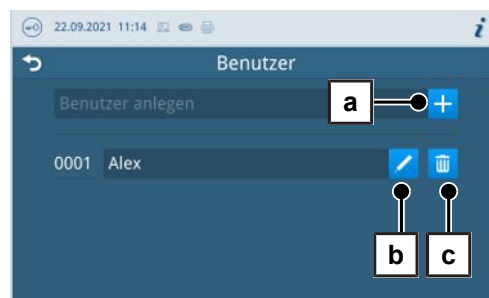 22.09.2021 11:14
Benutzer
Benutzer anlegen
a
0001 Alex
b
c